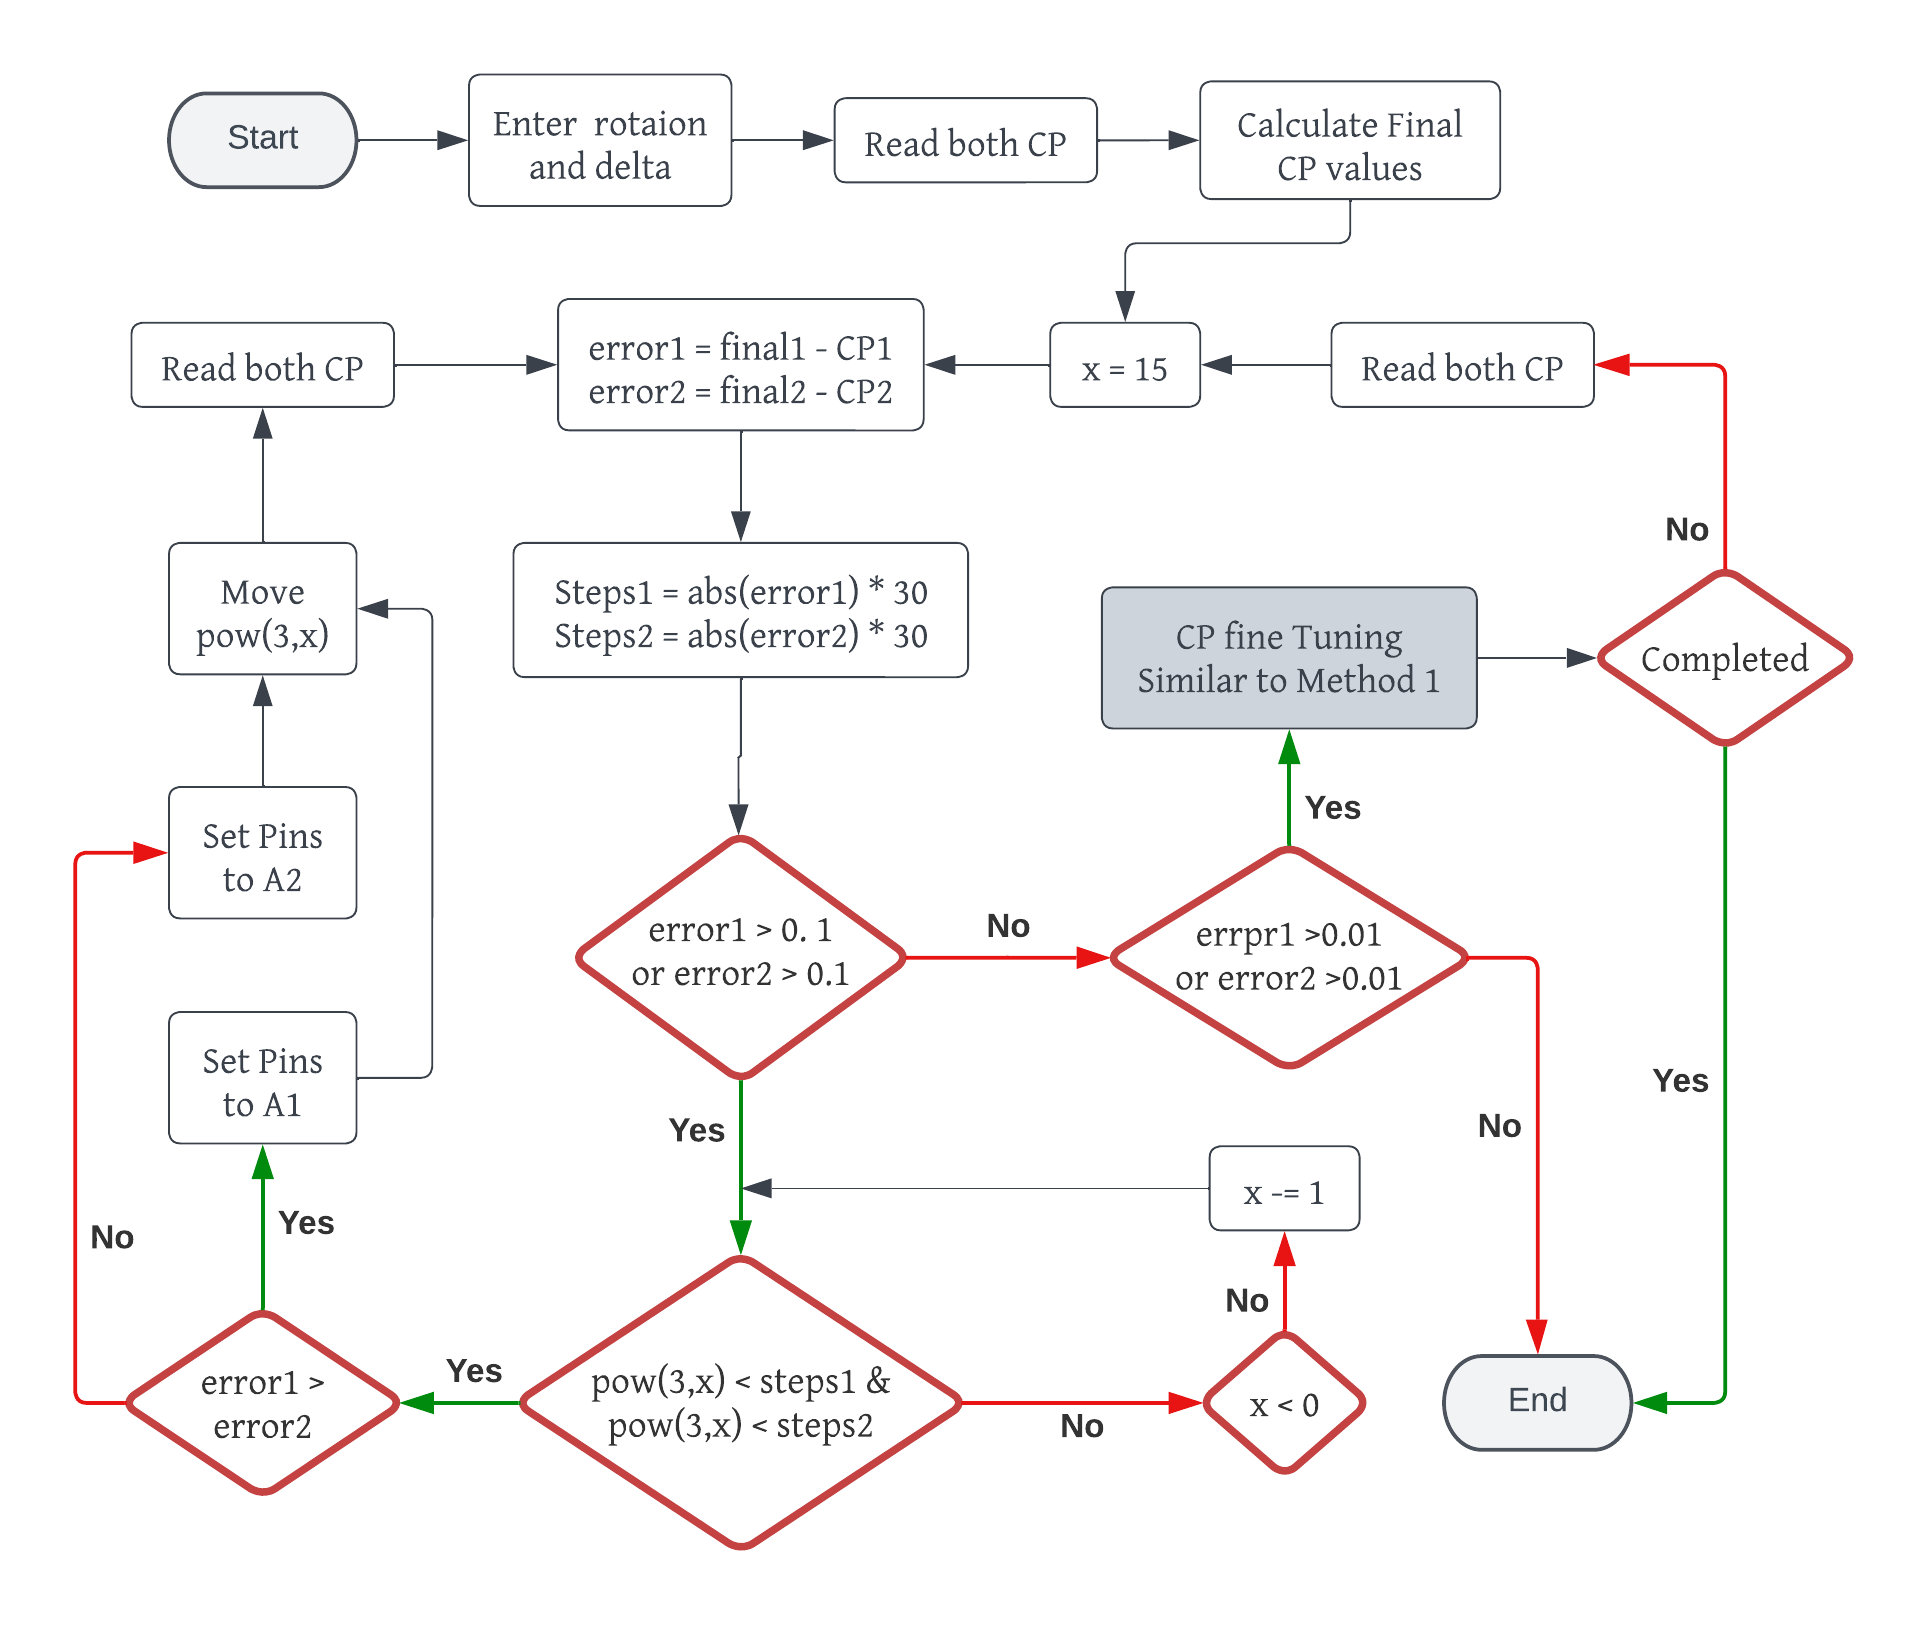 Start
Enter rotaion
and delta
Read both CP
Calculate Final
CP values
Read both CP
error1 = final1 - CP1
error2 = final2 - CP2
x = 15
Read both CP
No
Move
pow(3,x)
Steps1 = abs(error1) * 30
Steps2 = abs(error2) * 30
CP fine Tuning
Similar to Method 1
Completed
Yes
Set Pins
to A2
error1 > 0. 1
or error2 > 0.1
No
errpr1 >0.01
or error2 >0.01
Set Pins
to A1
Yes
Yes
No
x -= 1
No
Yes
No
error1 >
error2
Yes
pow(3,x) < steps1 &
pow(3,x) < steps2
No
x < 0
End